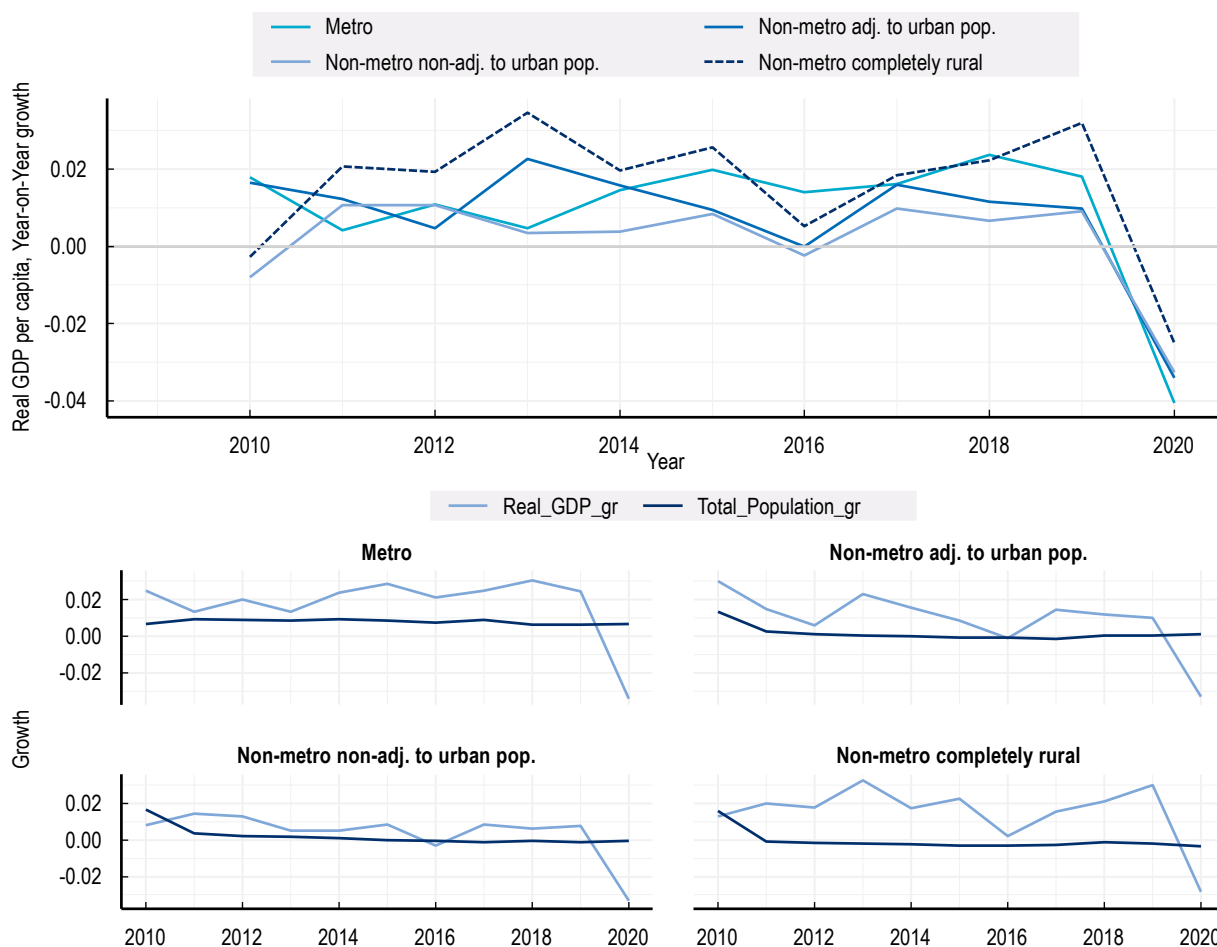 Metro
Non-metro adj. to urban pop.
Non-metro non-adj. to urban pop.
Non-metro completely rural
Real GDP per capita, Year-on-Year growth
0.02
0.00
-0.02
-0.04
2010 2012 2014 2016 2018 2020
Year
Real_GDP_gr Total_Population_gr
Growth
Metro
Non-metro adj. to urban pop.
0.02
0.00
-0.02
Non-metro non-adj. to urban pop.
Non-metro completely rural
0.02
0.00
-0.02
2010 2012 2014 2016 2018 2020
2010 2012 2014 2016 2018 2020